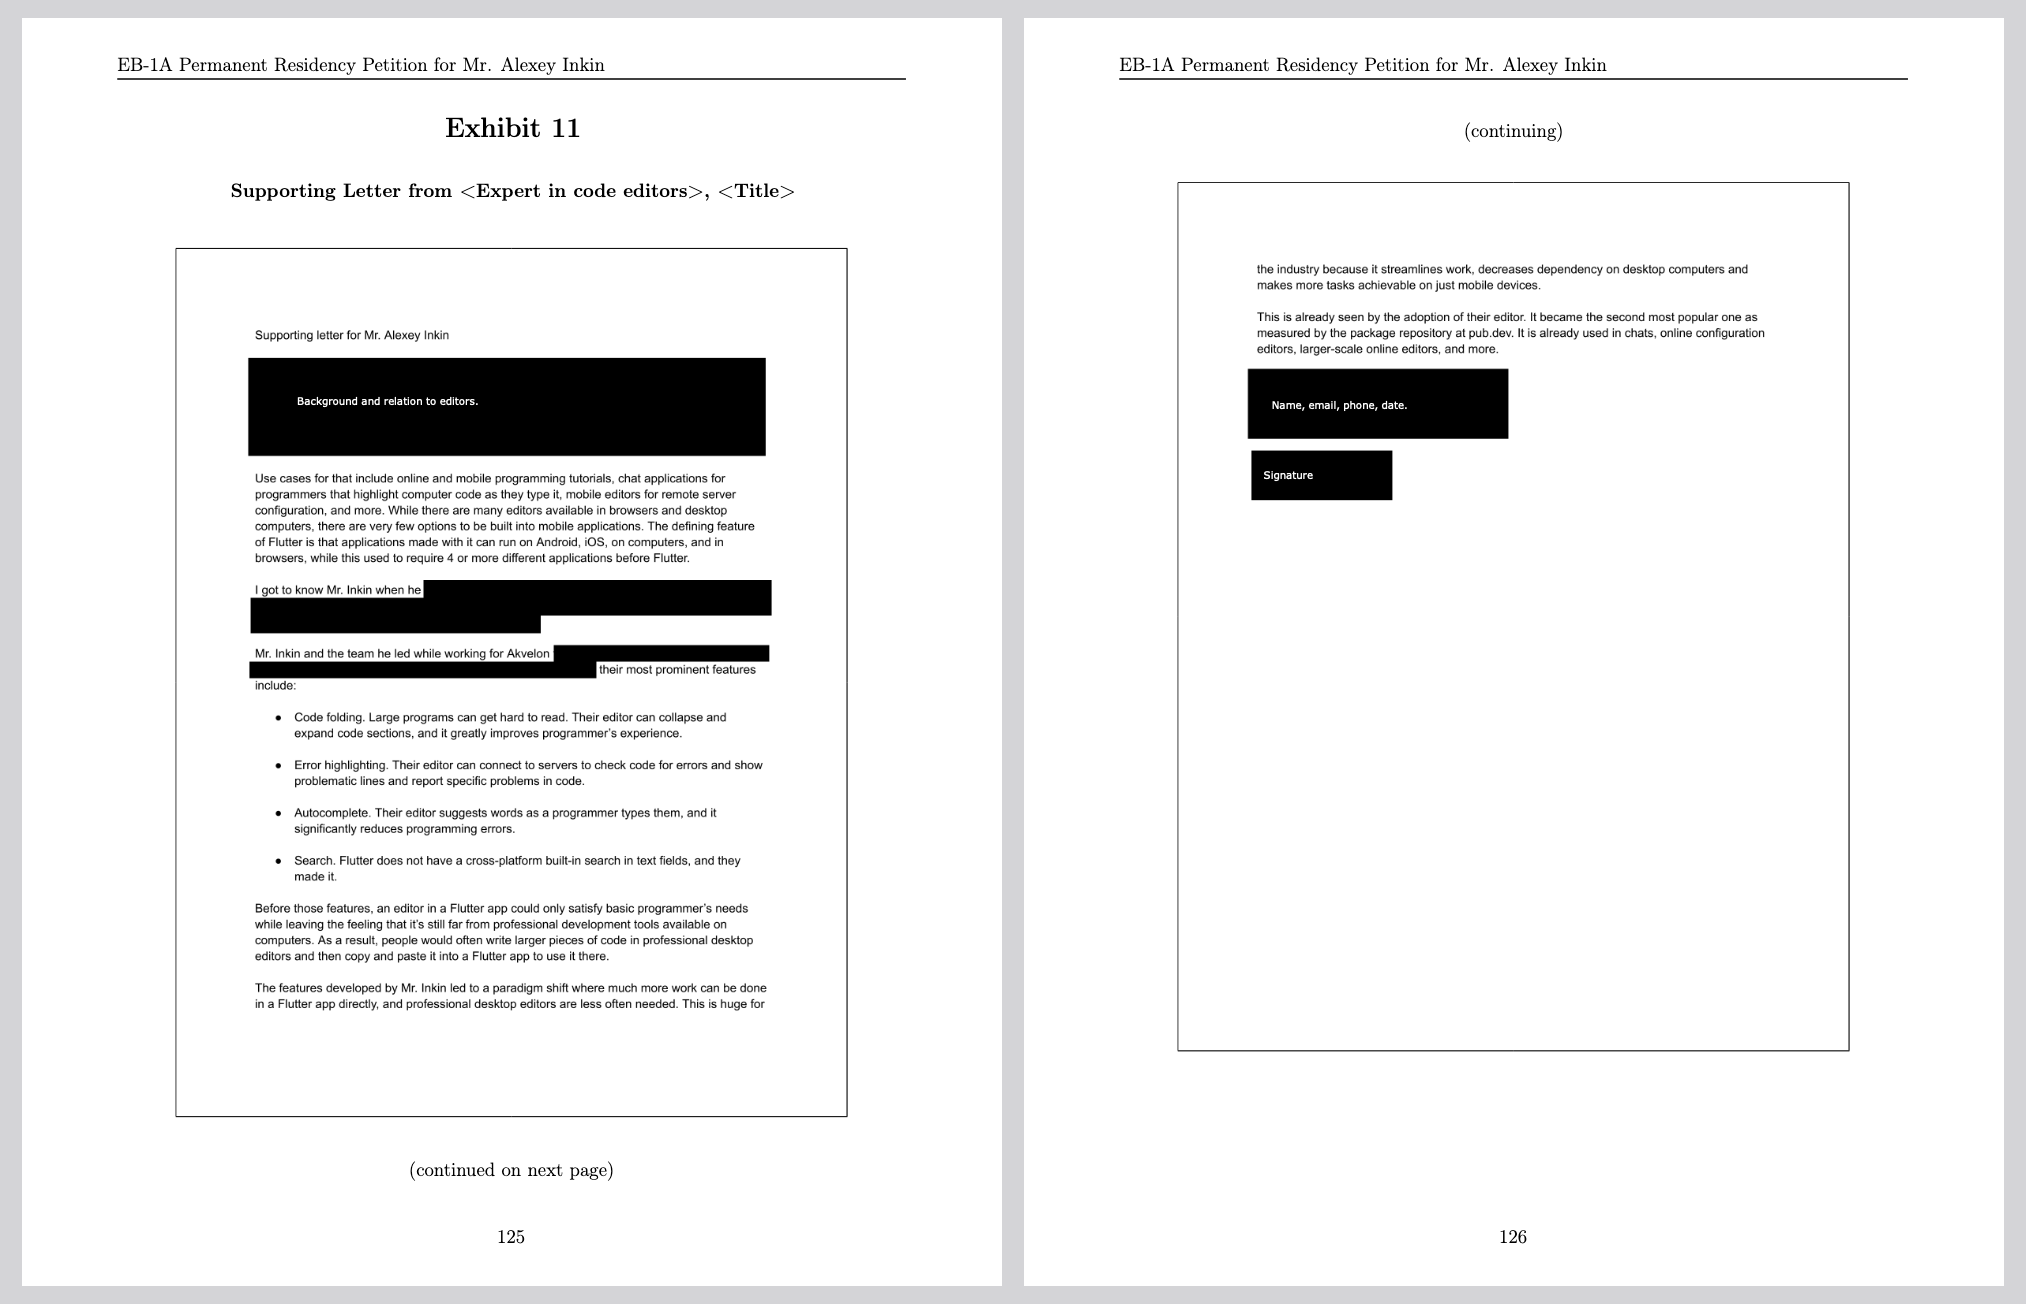 EB-1A Permanent Residency Petition for Mr. Alexey Inkin
Exhibit 11
Supporting Letter from <Expert in code editors>, <Title>
Supporting letter for Mr. Alexey Inkin
Background and relation to editors.
Use cases for that include online and mobile programming tutorials, chat applications for
programmers that highlight computer code as they type it, mobile editors for remote server
configuration, and more. While there are many editors available in browsers and desktop
computers, there are very few options to be built into mobile applications. The defining feature
of Flutter is that applications made with it can run on Android, iOS, on computers, and in
browsers, while this used to require 4 or more different applications before Flutter.
I got to know Mr. Inkin when he
Mr. Inkin and the team he led while working for Akvelon
their most prominent features
include:
● Code folding. Large programs can get hard to read. Their editor can collapse and
expand code sections, and it greatly improves programmer's experience.
● Error highlighting. Their editor can connect to servers to check code for errors and show
problematic lines and report specific problems in code.
● Autocomplete. Their editor suggests words as a programmer types them, and it
significantly reduces programming errors.
● Search. Flutter does not have a cross-platform built-in search in text fields, and they
made it.
Before those features, an editor in a Flutter app could only satisfy basic programmer's needs
while leaving the feeling that it's still far from professional development tools available on
computers. As a result, people would often write larger pieces of code in professional desktop
editors and then copy and paste it into a Flutter app to use it there.
The features developed by Mr. Inkin led to a paradigm shift where much more work can be done
in a Flutter app directly, and professional desktop editors are less often needed. This is huge for
(continued on next page)
125
EB-1A Permanent Residency Petition for Mr. Alexey Inkin
(continuing)
the industry because it streamlines work, decreases dependency on desktop computers and
makes more tasks achievable on just mobile devices.
This is already seen by the adoption of their editor. It became the second most popular one as
measured by the package repository at pub.dev. It is already used in chats, online configuration
editors, larger-scale online editors, and more.
Name, email, phone, date.
Signature
126